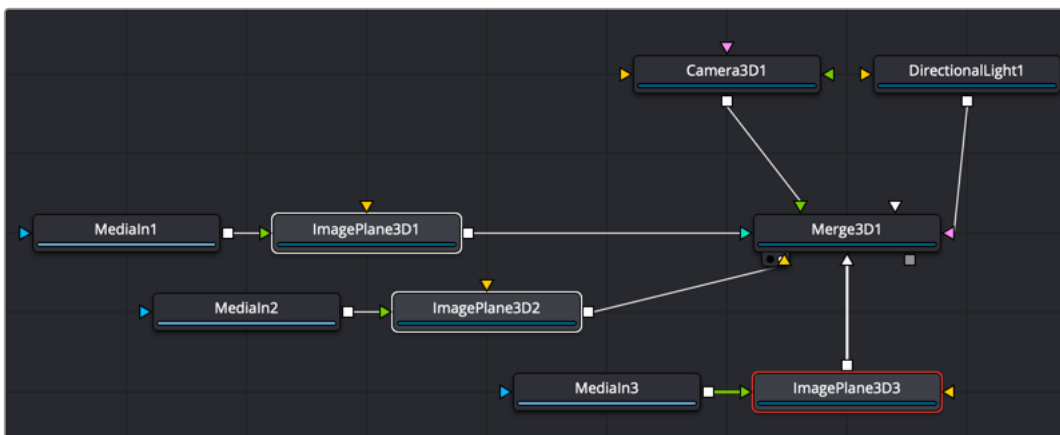 Camera3D1
DirectionalLight1
MediaIn1
ImagePlane3D1
Merge3D1
MediaIn2
ImagePlane3D2
MediaIn3
ImagePlane3D3